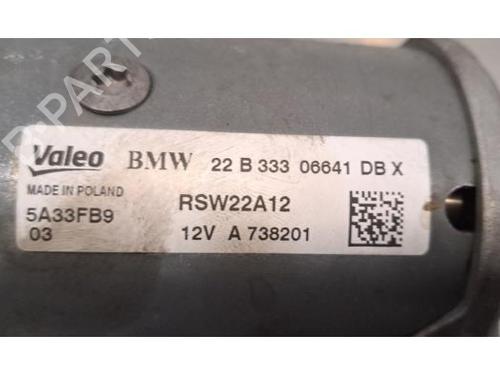 Valeo BMW 22 B 333 06641 DB X
MADE IN POLAND
RSW22A12
5A33FB9
03
12V A 738201